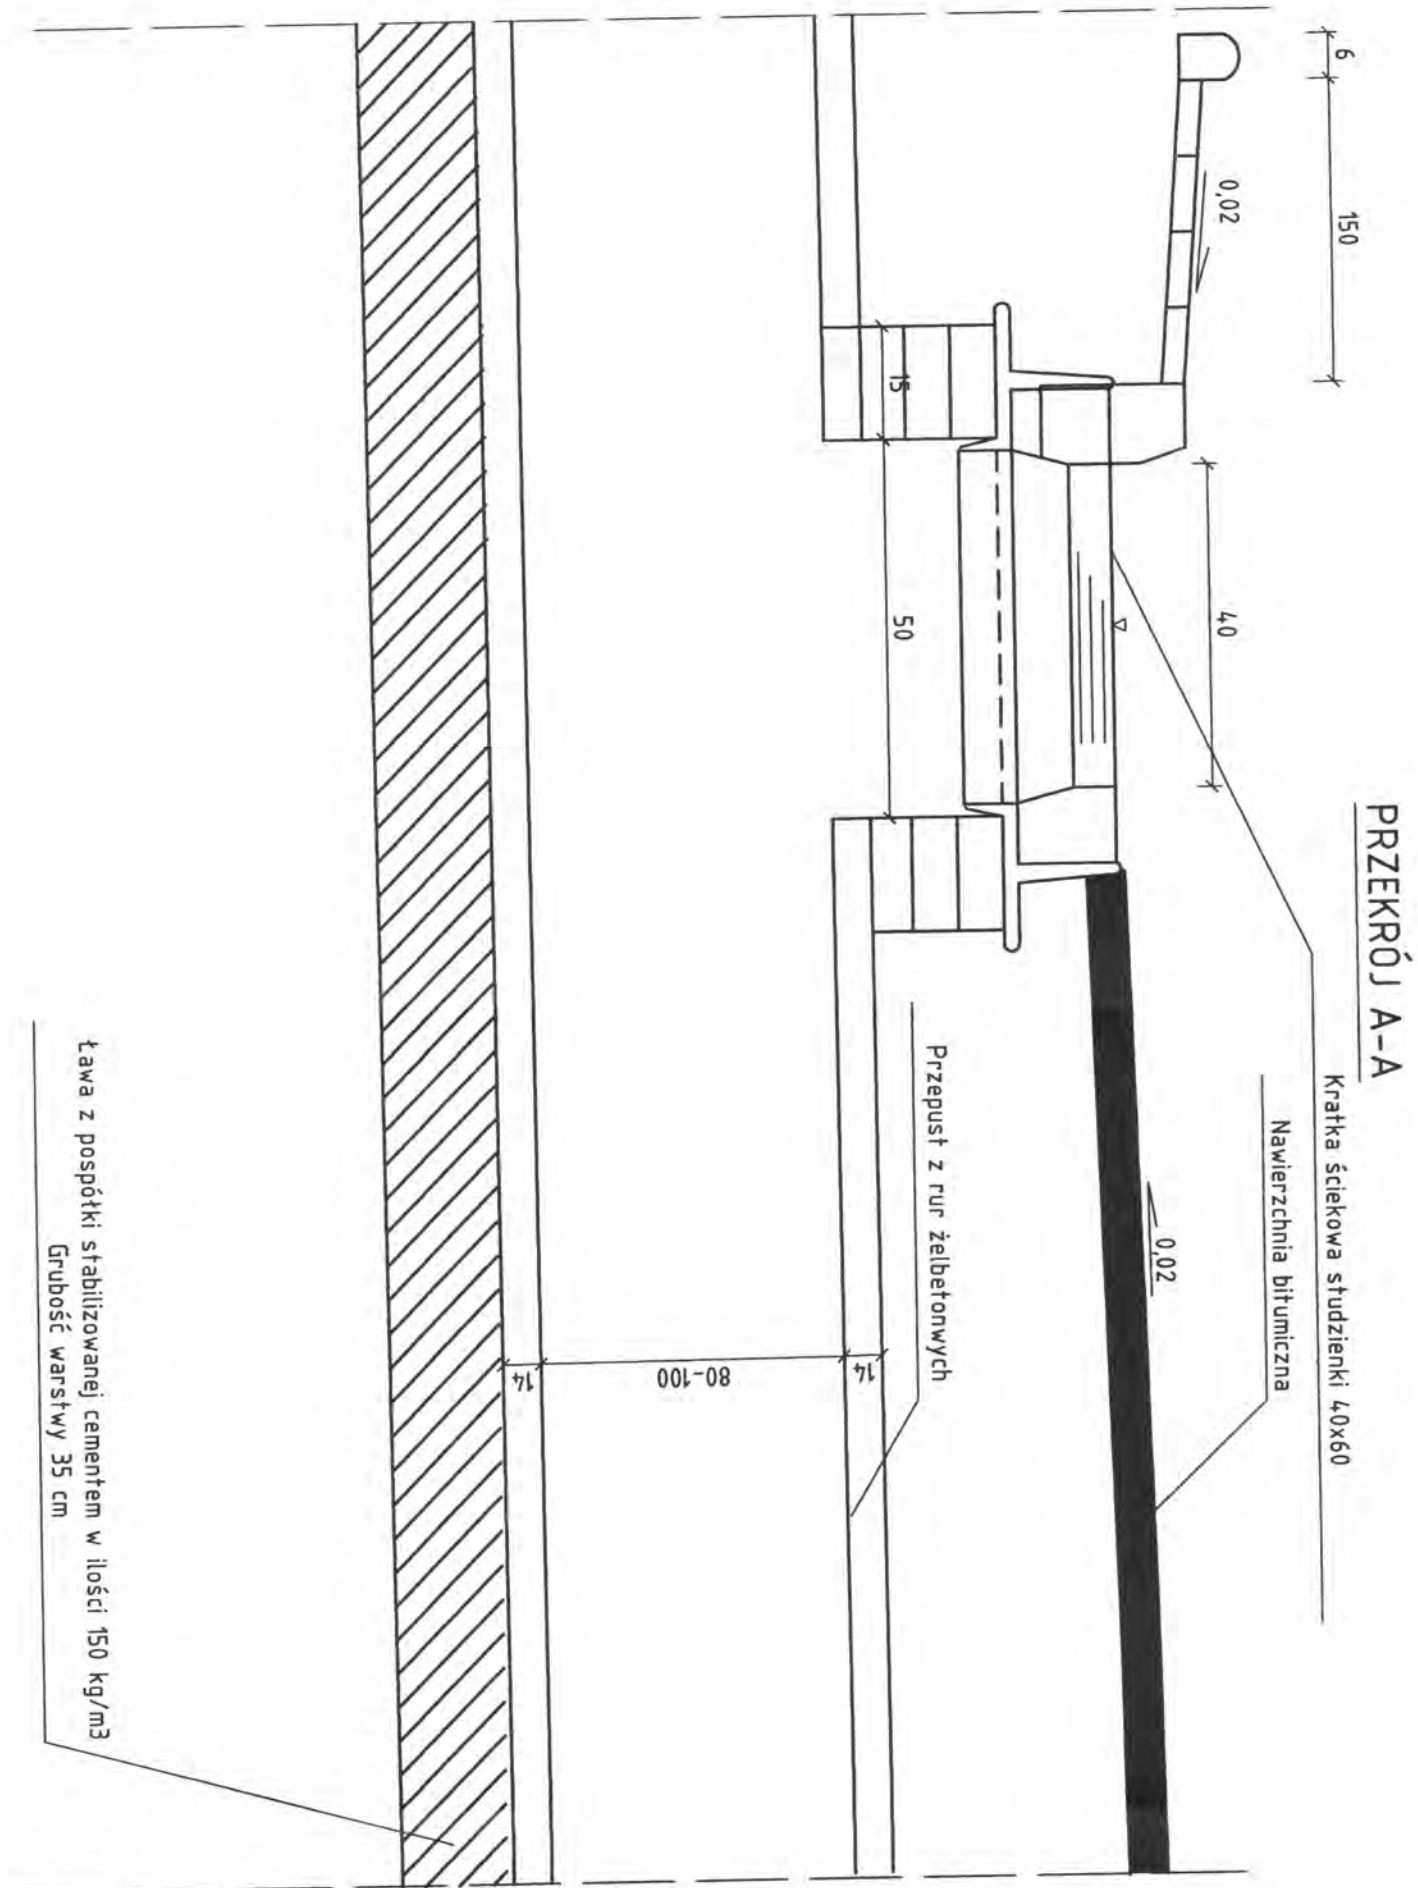 PRZEKRÓJ A-A
6
150
0,02
40
15
50
Kratka ściekowa studzienki 40x60
Nawierzchnia bitumiczna
0,02
Przepust z rur żelbetonwych
14
80-100
14
Ława z pospółki stabilizowanej cementem w ilości 150 kg/m3
Grubość warstwy 35 cm